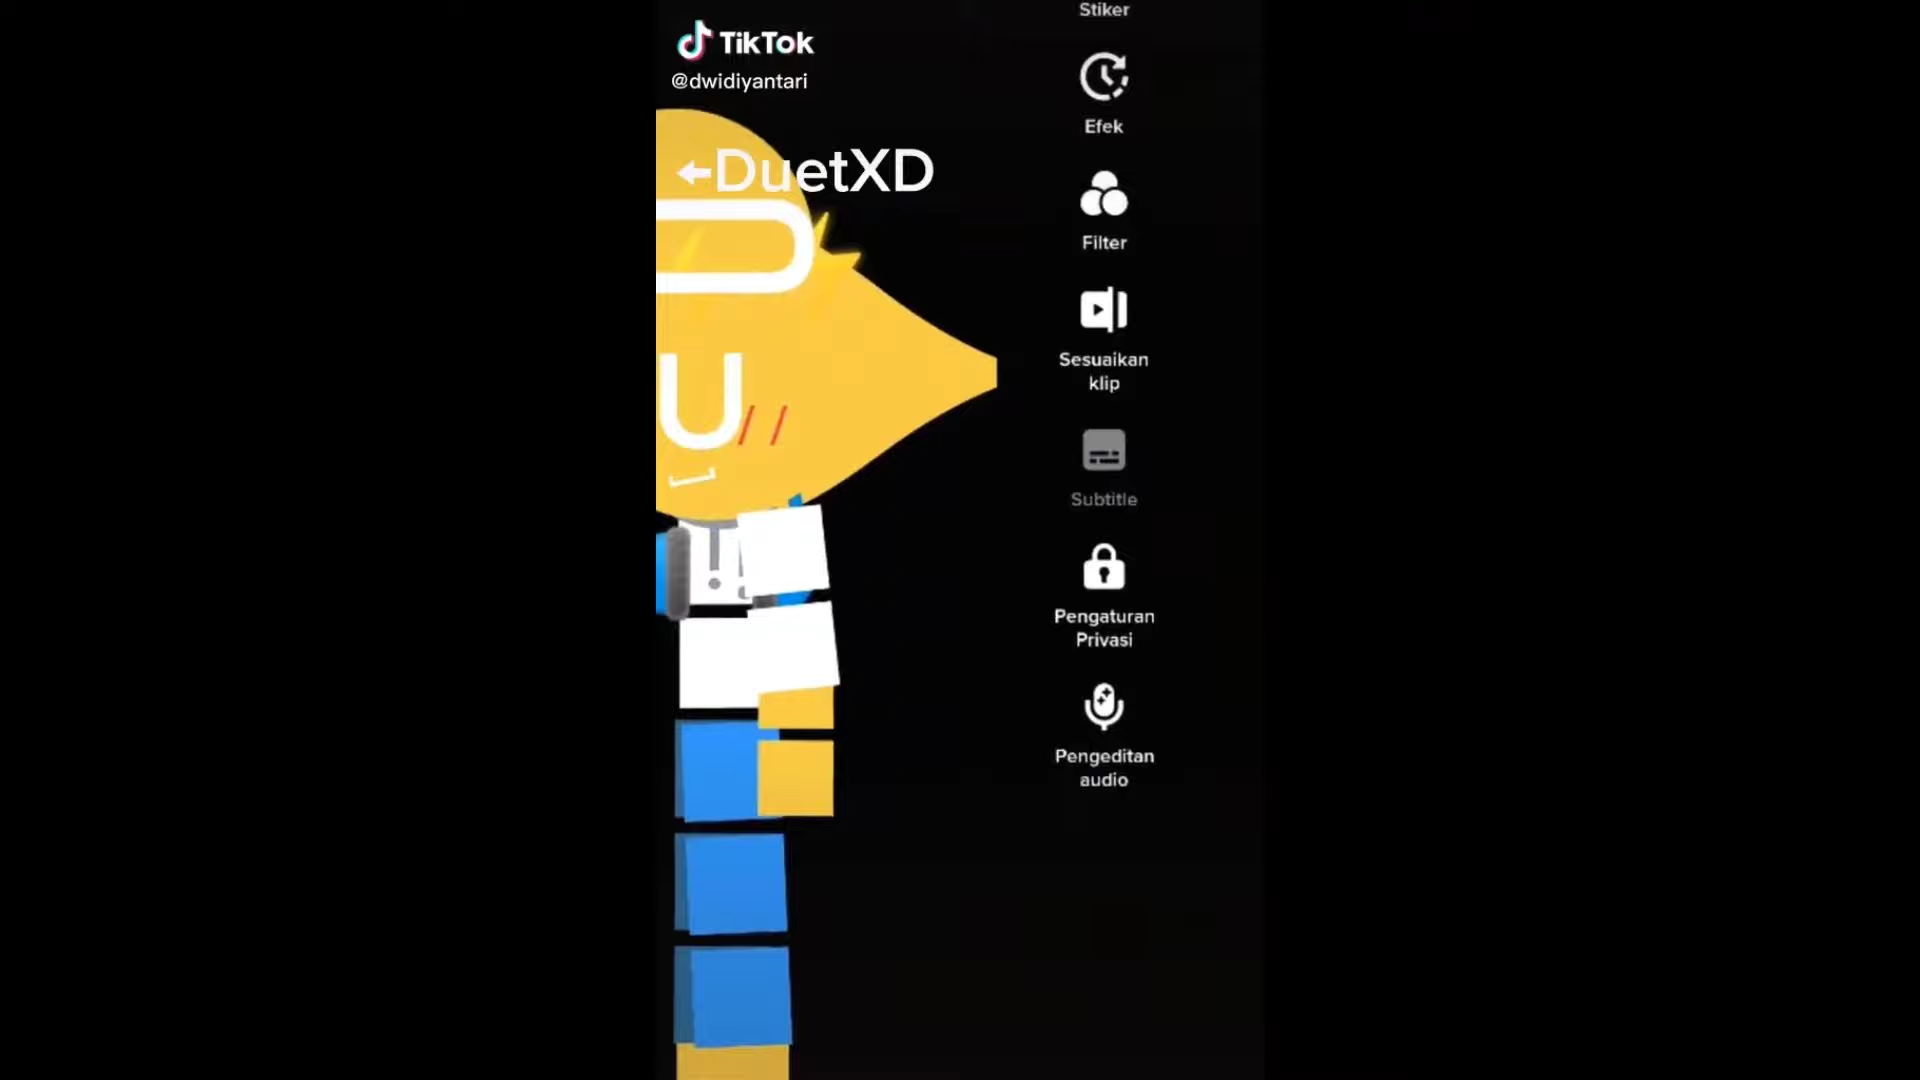 TikTok
@dwidiyantari
←DuetXD
U
//
Stiker
Efek
Filter
Sesuaikan
klip
Subtitle
Pengaturan
Privasi
Pengeditan
audio